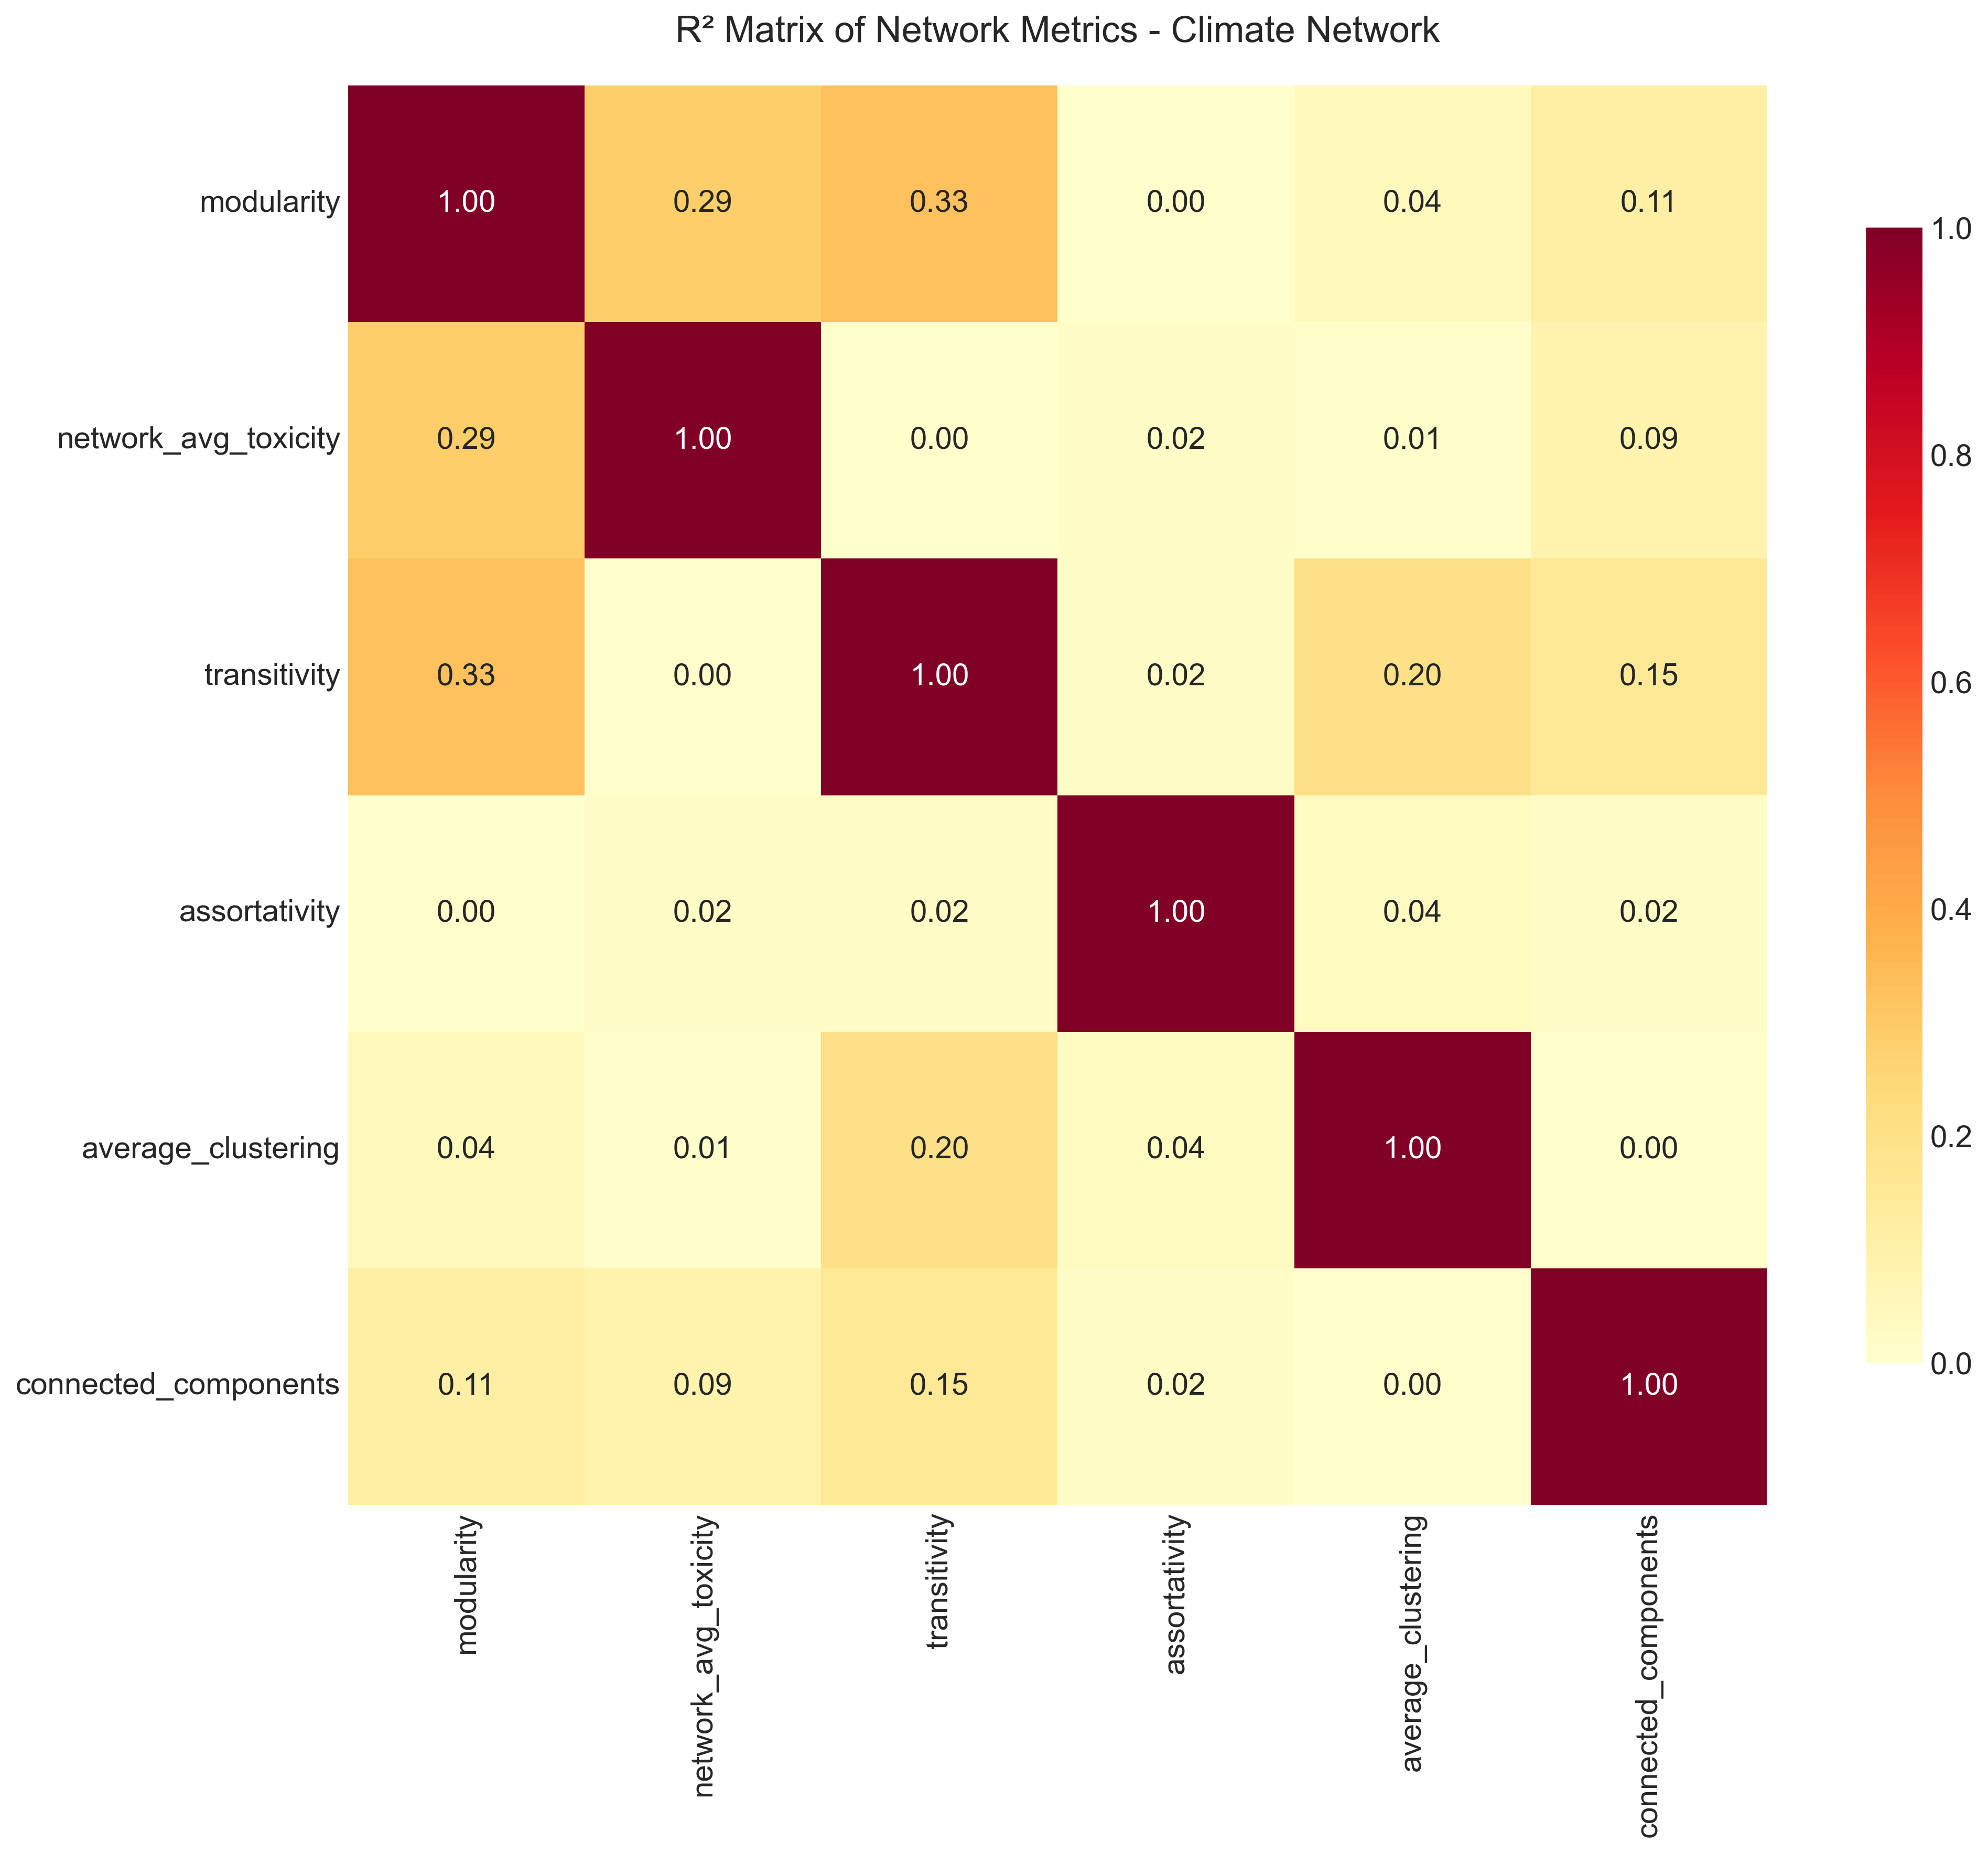 R² Matrix of Network Metrics - Climate Network
modularity 1.00 0.29 0.33 0.00 0.04 0.11
network_avg_toxicity 0.29 1.00 0.00 0.02 0.01 0.09
transitivity 0.33 0.00 1.00 0.02 0.20 0.15
assortativity 0.00 0.02 0.02 1.00 0.04 0.02
average_clustering 0.04 0.01 0.20 0.04 1.00 0.00
connected_components 0.11 0.09 0.15 0.02 0.00 1.00
modularity
network_avg_toxicity
transitivity
assortativity
average_clustering
connected_components
1.0
0.8
0.6
0.4
0.2
0.0